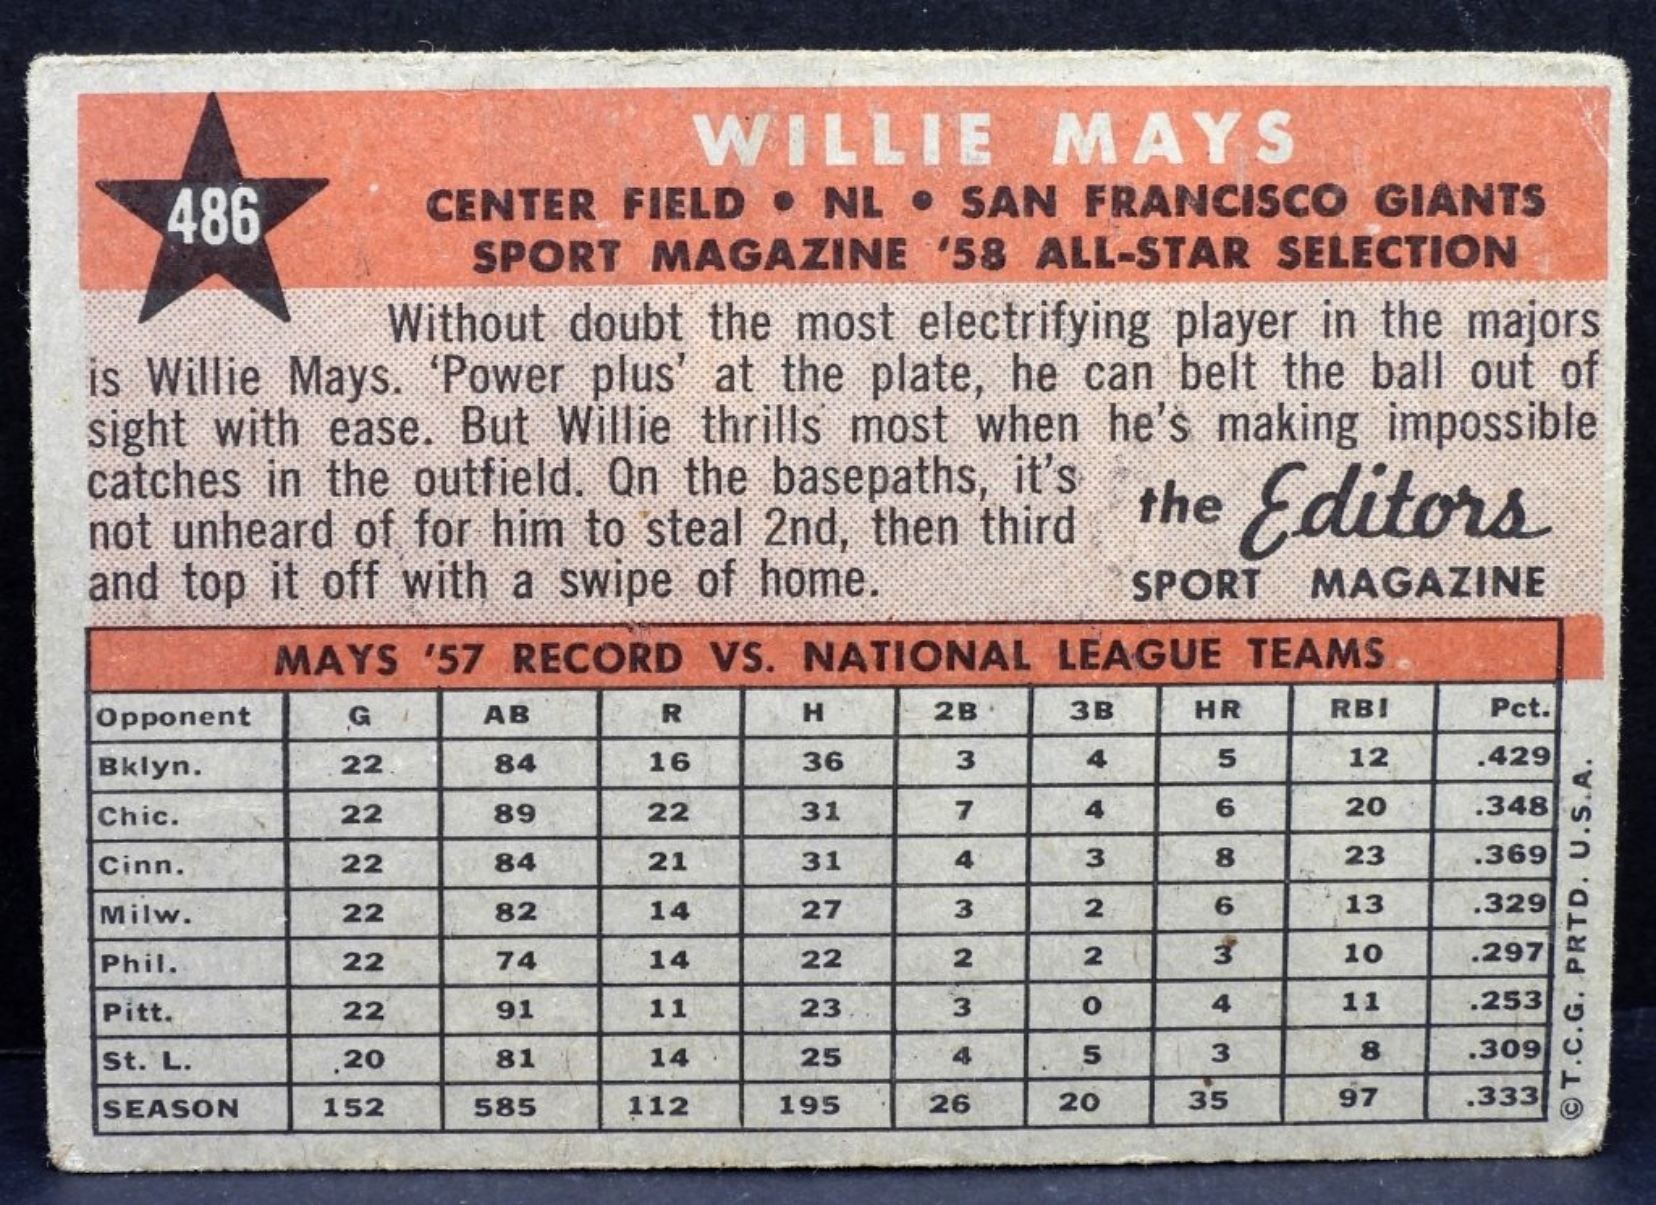 486
WILLIE MAYS
CENTER FIELD • NL • SAN FRANCISCO GIANTS
SPORT MAGAZINE '58 ALL-STAR SELECTION
Without doubt the most electrifying player in the majors
is Willie Mays. 'Power plus' at the plate, he can belt the ball out of
sight with ease. But Willie thrills most when he's making impossible
catches in the outfield. On the basepaths, it's
not unheard of for him to steal 2nd, then third
and top it off with a swipe of home.
the Editors
SPORT MAGAZINE
MAYS '57 RECORD VS. NATIONAL LEAGUE TEAMS
Opponent G AB R H 2B 3B HR RBI Pct.
Bklyn. 22 84 16 36 3 4 5 12 .429
Chic. 22 89 22 31 7 4 6 20 .348
Cinn. 22 84 21 31 4 3 8 23 .369
Milw. 22 82 14 27 3 2 6 13 .329
Phil. 22 74 14 22 2 2 3 10 .297
Pitt. 22 91 11 23 3 0 4 11 .253
St. L. 20 81 14 25 4 5 3 8 .309
SEASON 152 585 112 195 26 20 35 97 .333
© T.C.G. PRTD. U.S.A.